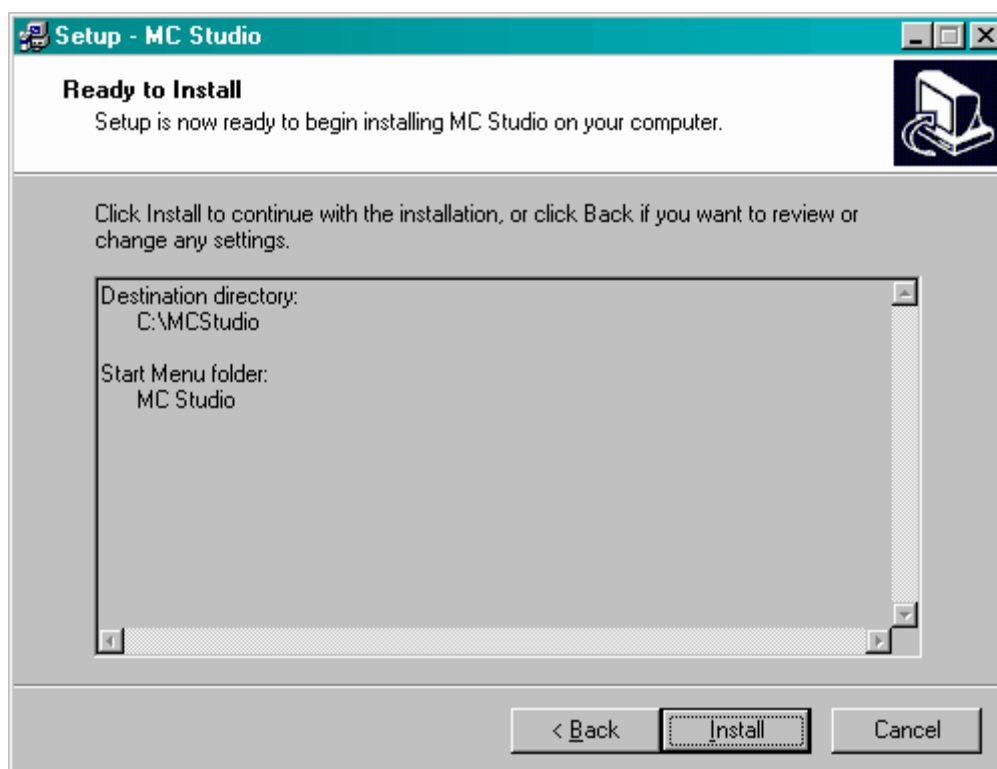 Setup - MC Studio
Ready to Install
Setup is now ready to begin installing MC Studio on your computer.
Click Install to continue with the installation, or click Back if you want to review or
change any settings.
Destination directory:
C:\MCStudio
Start Menu folder:
MC Studio
< Back
Install
Cancel